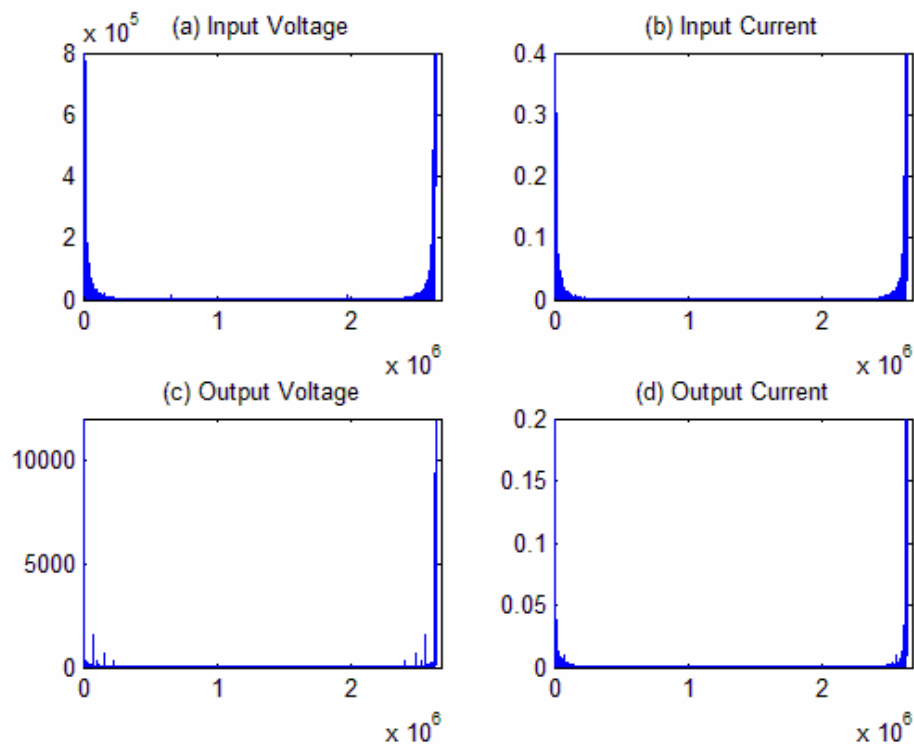 x 10^5
(a) Input Voltage
8
6
4
2
0
0 1 2
x 10^6
(b) Input Current
0.4
0.3
0.2
0.1
0
0 1 2
x 10^6
(c) Output Voltage
10000
5000
0
0 1 2
x 10^6
(d) Output Current
0.2
0.15
0.1
0.05
0
0 1 2
x 10^6